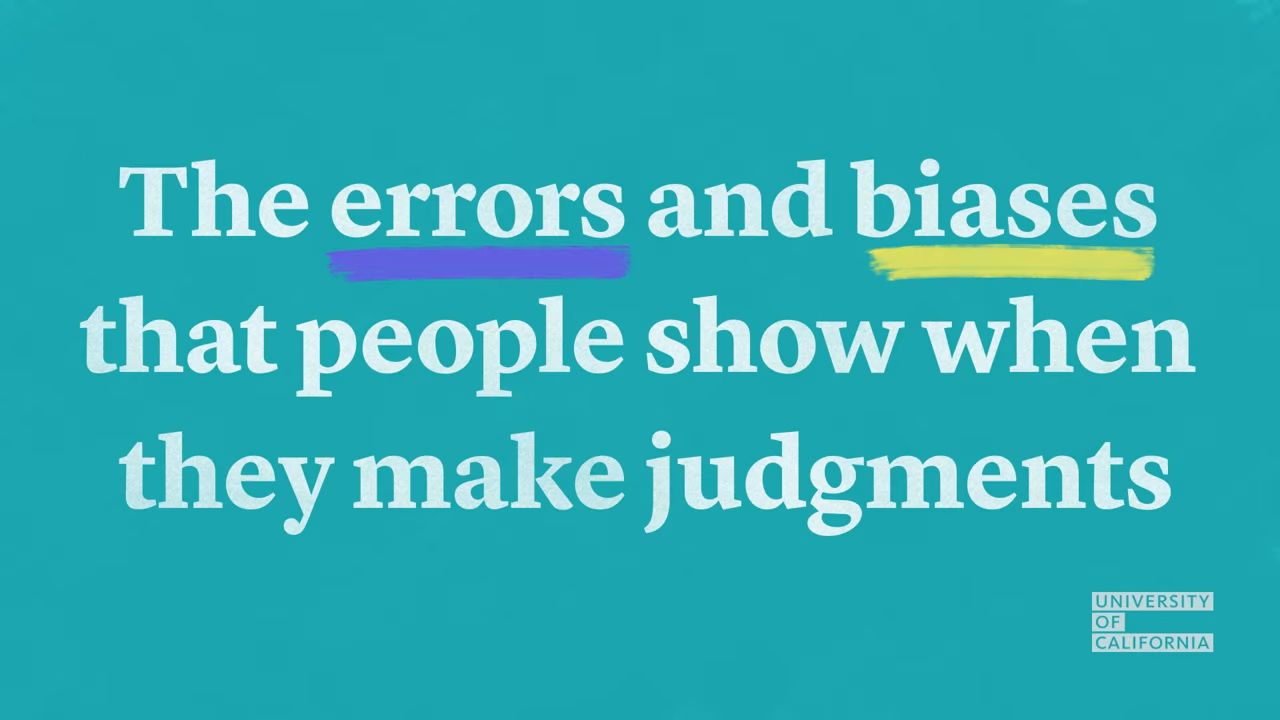 The errors and biases
that people show when
they make judgments
UNIVERSITY
OF
CALIFORNIA